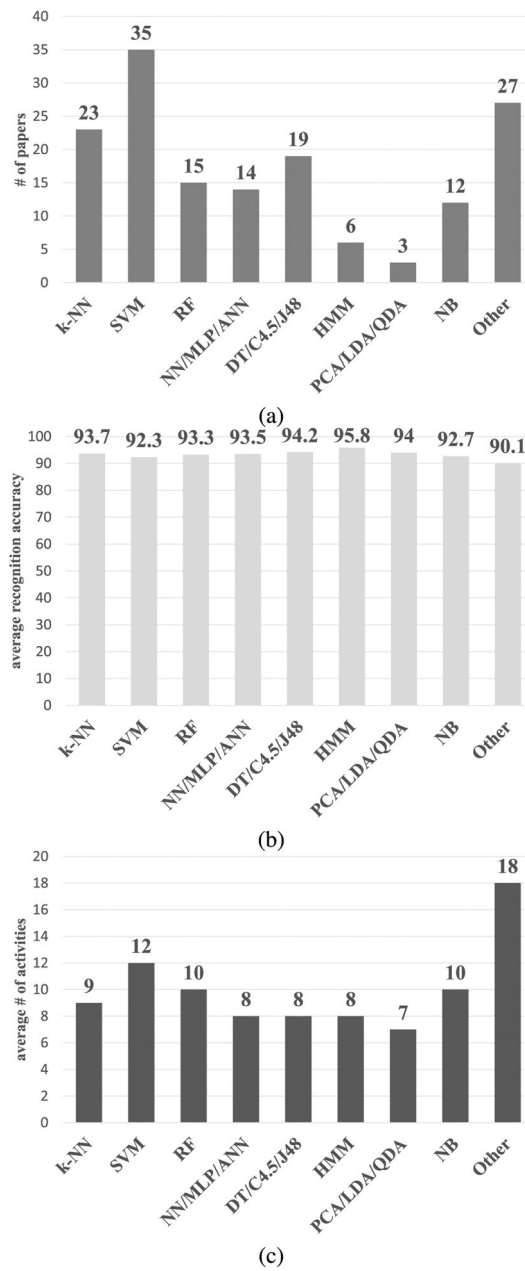 40
35
30
25
20
15
10
5
0
# of papers
23
35
15
14
19
6
3
12
27
k-NN
SVM
RF
NN/MLP/ANN
DT/C4.5/J48
HMM
PCA/LDA/QDA
NB
Other
(a)
100
90
80
70
60
50
40
30
20
10
0
average recognition accuracy
93.7
92.3
93.3
93.5
94.2
95.8
94
92.7
90.1
k-NN
SVM
RF
NN/MLP/ANN
DT/C4.5/J48
HMM
PCA/LDA/QDA
NB
Other
(b)
20
18
16
14
12
10
8
6
4
2
0
average # of activities
9
12
10
8
8
8
7
10
18
k-NN
SVM
RF
NN/MLP/ANN
DT/C4.5/J48
HMM
PCA/LDA/QDA
NB
Other
(c)